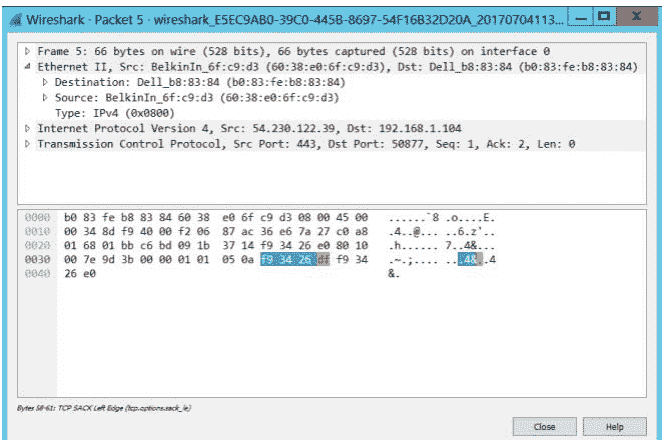 Wireshark · Packet 5 · wireshark_E5EC9AB0-39C0-445B-8697-54F16B32D20A_20170704113...
Frame 5: 66 bytes on wire (528 bits), 66 bytes captured (528 bits) on interface 0
Ethernet II, Src: BelkinIn_6f:c9:d3 (60:38:e0:6f:c9:d3), Dst: Dell_b8:83:84 (b0:83:fe:b8:83:84)
Destination: Dell_b8:83:84 (b0:83:fe:b8:83:84)
Source: BelkinIn_6f:c9:d3 (60:38:e0:6f:c9:d3)
Type: IPv4 (0x0800)
Internet Protocol Version 4, Src: 54.230.122.39, Dst: 192.168.1.104
Transmission Control Protocol, Src Port: 443, Dst Port: 50877, Seq: 1, Ack: 2, Len: 0
0000 b0 83 fe b8 83 84 60 38 e0 6f c9 d3 08 00 45 00 ......`8 .o....E.
0010 00 34 8d f9 40 00 f2 06 87 ac 36 e6 7a 27 c0 a8 .4..@... ..6.z'..
0020 01 68 01 bb c6 bd 09 1b 37 14 f9 34 26 e0 80 10 .h...... 7..4&...
0030 00 7e 9d 3b 00 00 01 01 05 0a f9 34 26 df f9 34 .~.;.... ...4&..4
0040 26 e0 &.
Bytes 58-61: TCP SACK Left Edge (tcp.options.sack_le)
Close Help